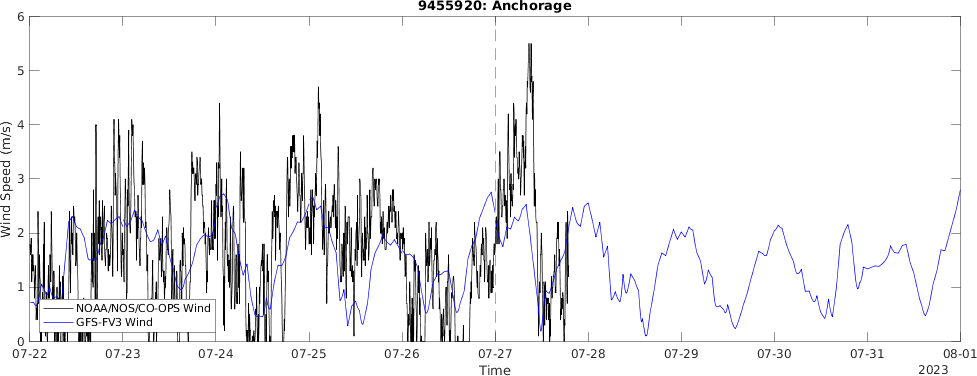 9455920: Anchorage
6
5
4
3
2
1
0
Wind Speed (m/s)
NOAA/NOS/CO-OPS Wind
GFS-FV3 Wind
07-22 07-23 07-24 07-25 07-26 07-27 07-28 07-29 07-30 07-31 08-01
Time
2023